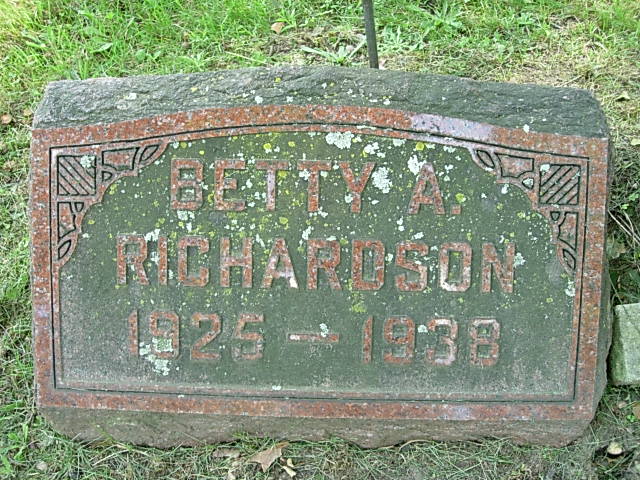 BETTY A.
RICHARDSON
1925 — 1938